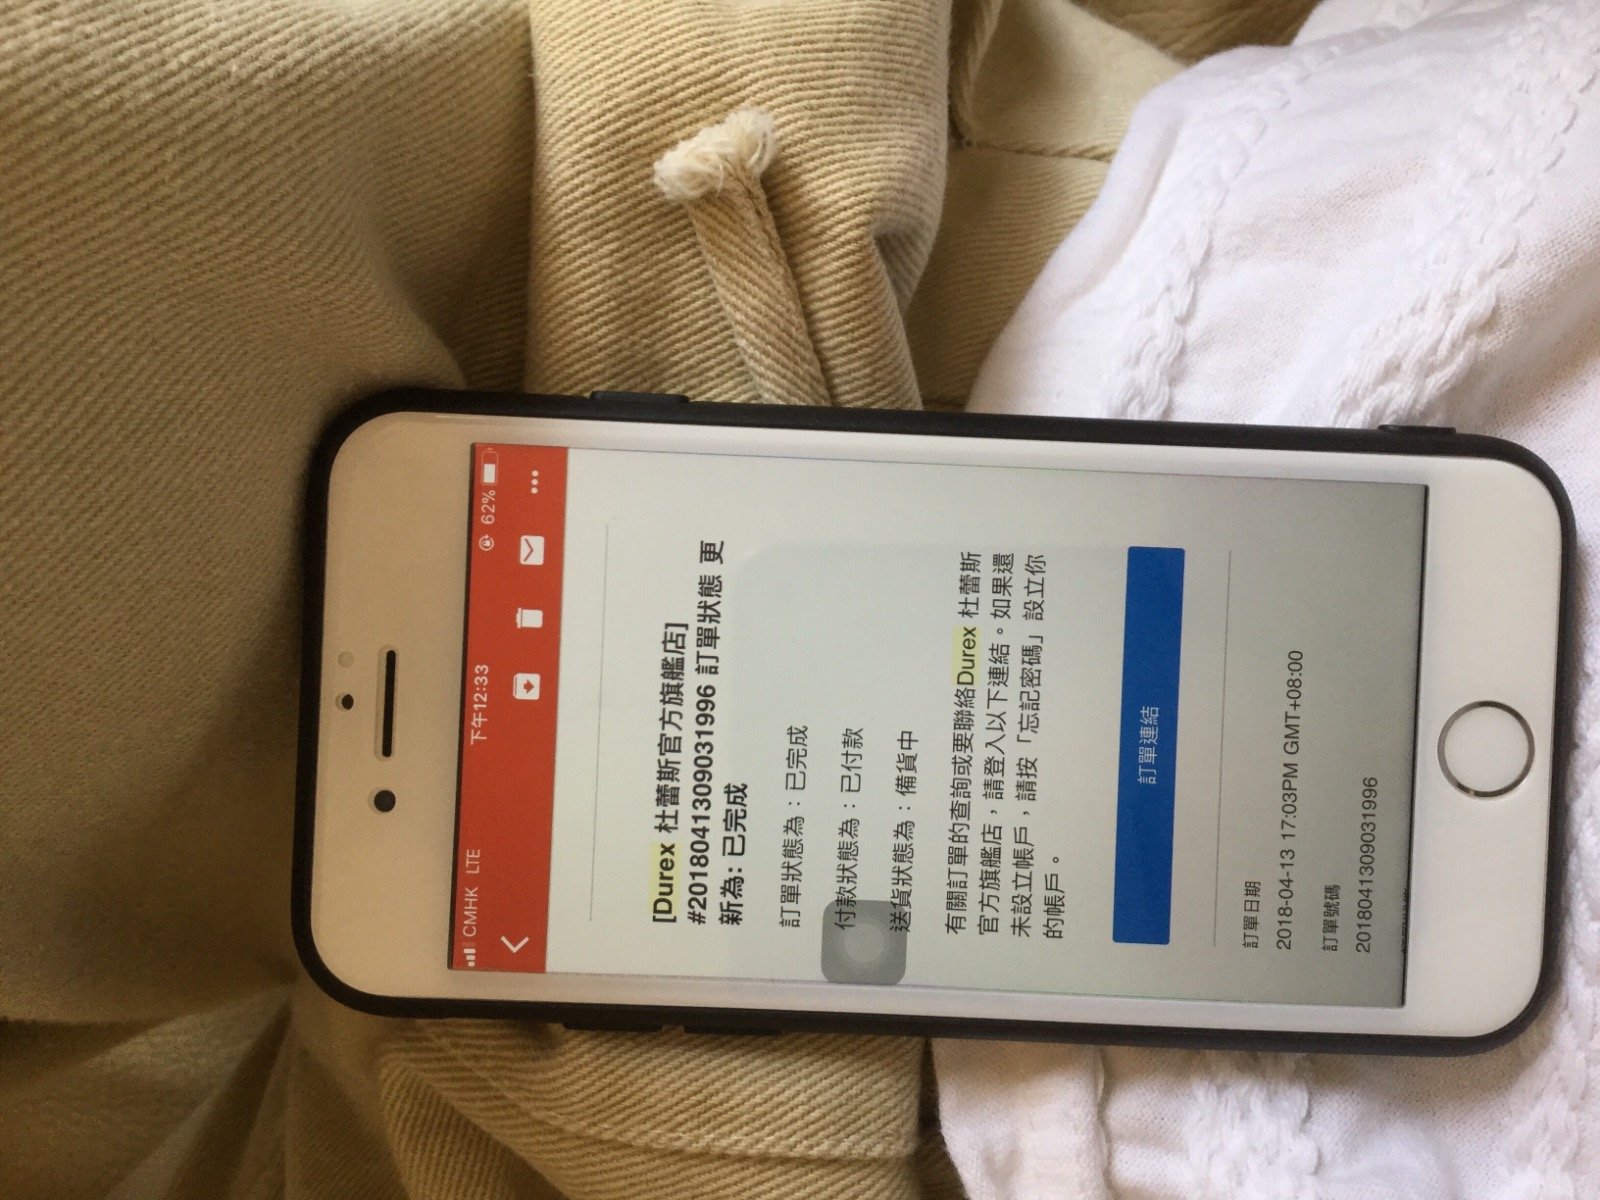 CMHK LTE 下午12:33 62%
[Durex 杜蕾斯官方旗艦店]
#20180413090319​96 訂單狀態 更
新為: 已完成
訂單狀態為：已完成
付款狀態為：已付款
送貨狀態為：備貨中
有關訂單的查詢或要聯絡Durex 杜蕾斯
官方旗艦店，請登入以下連結。如果還
未設立帳戶，請按「忘記密碼」設立你
的帳戶。
訂單連結
訂單日期
2018-04-13 17:03PM GMT+08:00
訂單號碼
2018041309031996